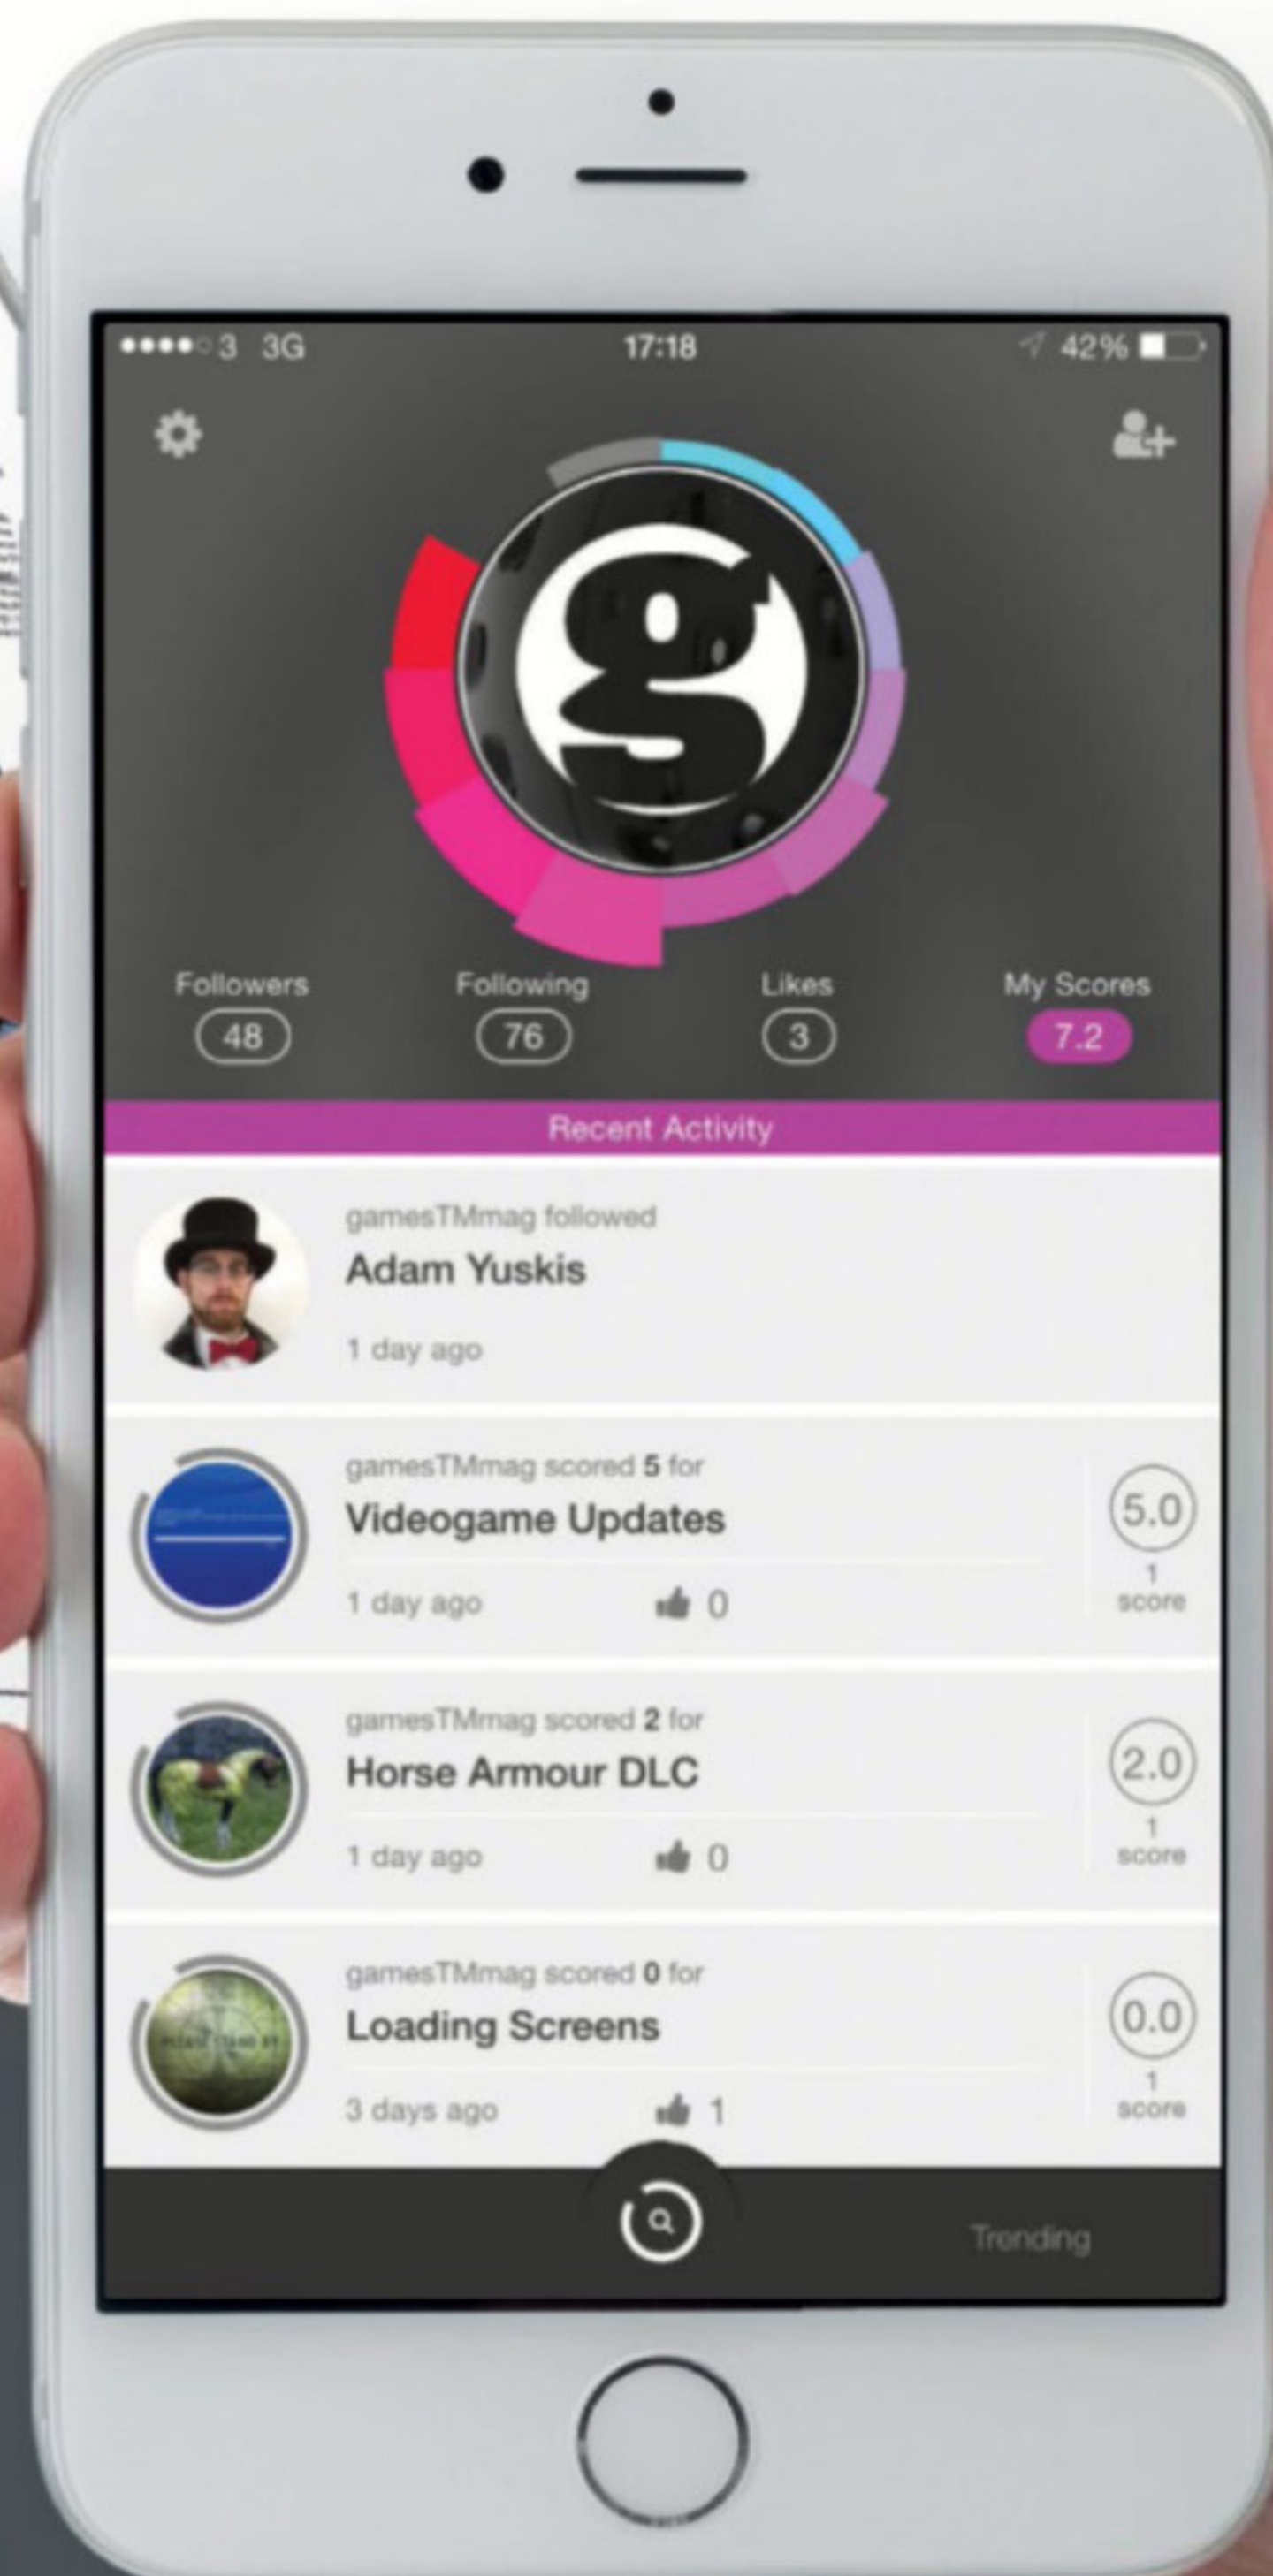 3 3G 17:18 42%
g
Followers Following Likes My Scores
48 76 3 7.2
Recent Activity
gamesTMmag followed
Adam Yuskis
1 day ago
gamesTMmag scored 5 for
Videogame Updates
1 day ago 0
5.0
1
score
gamesTMmag scored 2 for
Horse Armour DLC
1 day ago 0
2.0
1
score
gamesTMmag scored 0 for
Loading Screens
3 days ago 1
0.0
1
score
PLEASE STAND BY
Trending